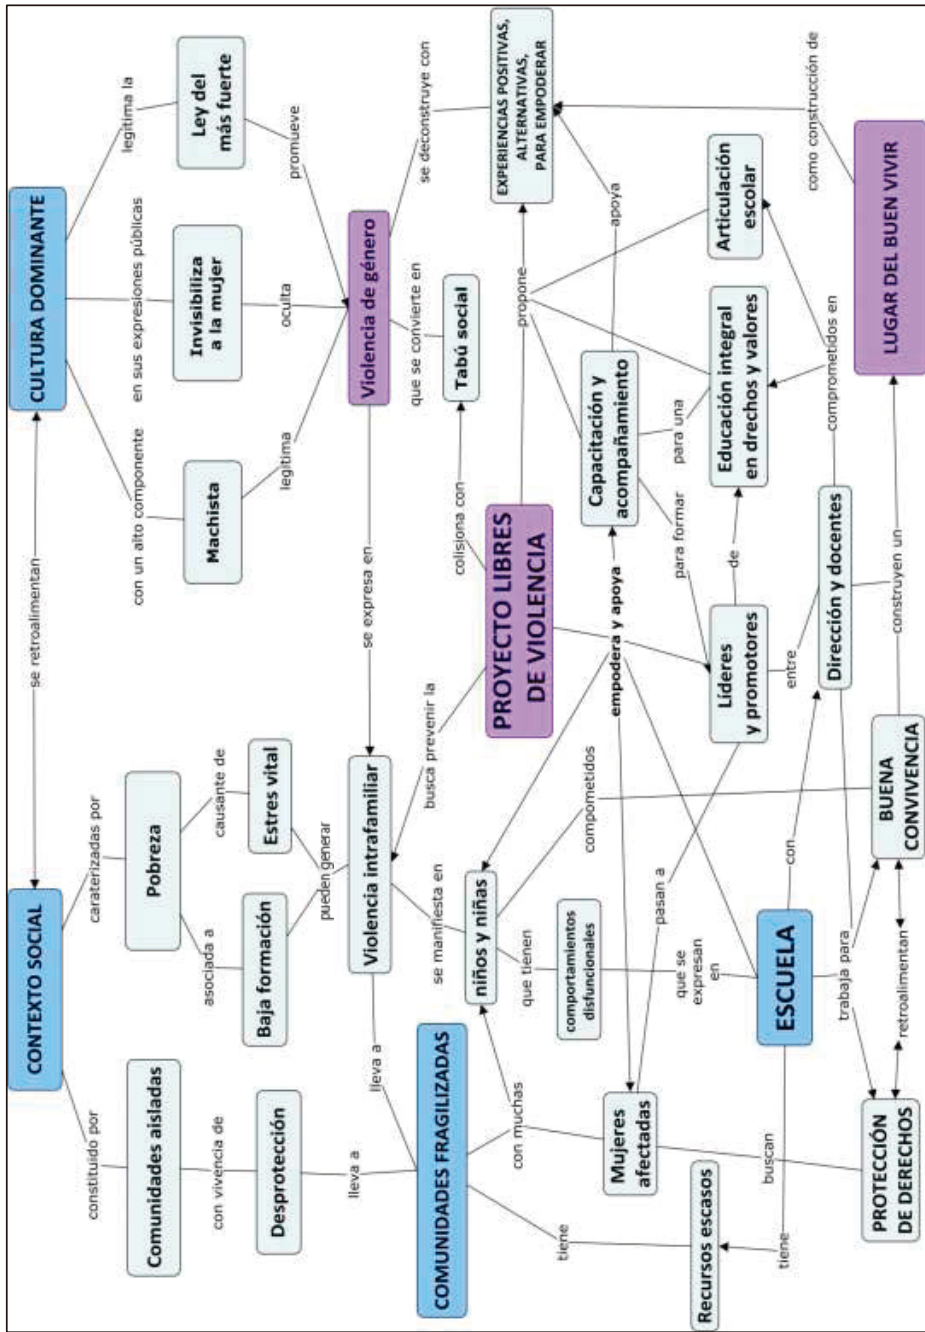 CONTEXTO SOCIAL
se retroalimentan
CULTURA DOMINANTE
constituido por
caraterizadas por
con un alto componente
en sus expresiones públicas
legitima la
Comunidades aisladas
Pobreza
Machista
Invisibiliza
a la mujer
Ley del
más fuerte
con vivencia de
asociada a
causante de
legitima
oculta
promueve
Desprotección
Baja formación
Estres vital
pueden generar
lleva a
lleva a
Violencia intrafamiliar
se expresa en
Violencia de género
se manifiesta en
busca prevenir la
que se convierte en
se deconstruye con
COMUNIDADES FRAGILIZADAS
niños y niñas
colisiona con
Tabú social
PROYECTO LIBRES
DE VIOLENCIA
propone
EXPERIENCIAS POSITIVAS,
ALTERNATIVAS,
PARA EMPODERAR
tiene
con muchas
que tienen
compometidos
comportamientos
disfuncionales
empodera y apoya
Capacitación y
acompañamiento
apoya
Mujeres
afectadas
pasan a
para formar
para una
Recursos escasos
que se
expresan
en
Líderes
y promotores
de
Educación integral
en drechos y valores
Articulación
escolar
tiene
buscan
ESCUELA
con
entre
comprometidos en
como construcción de
trabaja para
Dirección y docentes
PROTECCIÓN
DE DERECHOS
retroalimentan
BUENA
CONVIVENCIA
construyen un
LUGAR DEL BUEN VIVIR